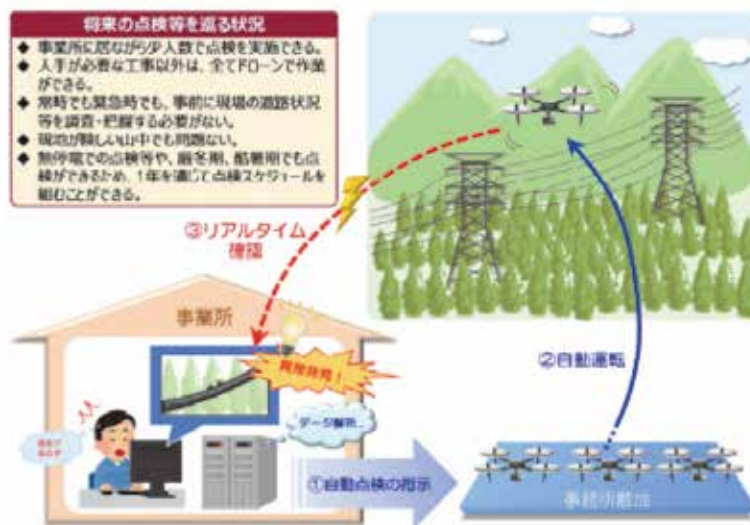 将来の点検等を巡る状況
◆ 事業所に居ながら少人数で点検を実施できる。
◆ 人手が必要な工事以外は、全てドローンで作業
ができる。
◆ 常時でも緊急時でも、事前に現場の道路状況
等を調査・把握する必要がない。
◆ 現地が険しい山中でも問題ない。
◆ 無停電での点検等や、厳冬期、酷暑期でも点
検ができるため、1年を通じて点検スケジュールを
組むことができる。
③リアルタイム
確認
事業所
異常発見!
②自動運転
データ解析…
①自動点検の指示